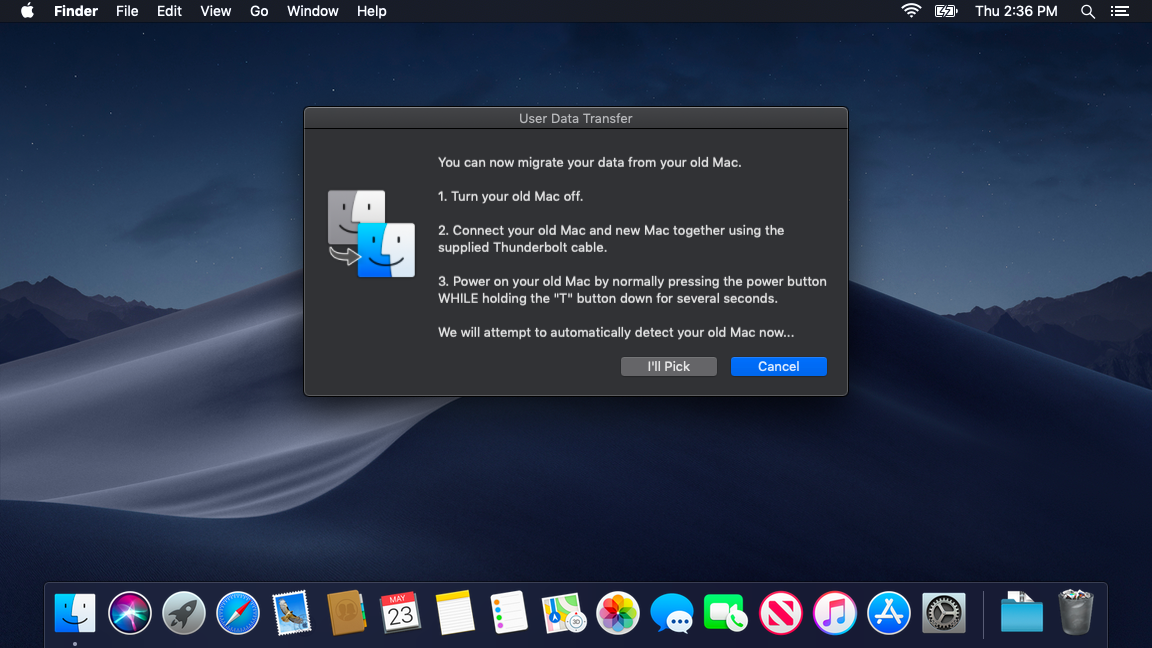 Finder File Edit View Go Window Help Thu 2:36 PM
User Data Transfer
You can now migrate your data from your old Mac.
1. Turn your old Mac off.
2. Connect your old Mac and new Mac together using the
supplied Thunderbolt cable.
3. Power on your old Mac by normally pressing the power button
WHILE holding the "T" button down for several seconds.
We will attempt to automatically detect your old Mac now...
I'll Pick Cancel
MAY
23
3D